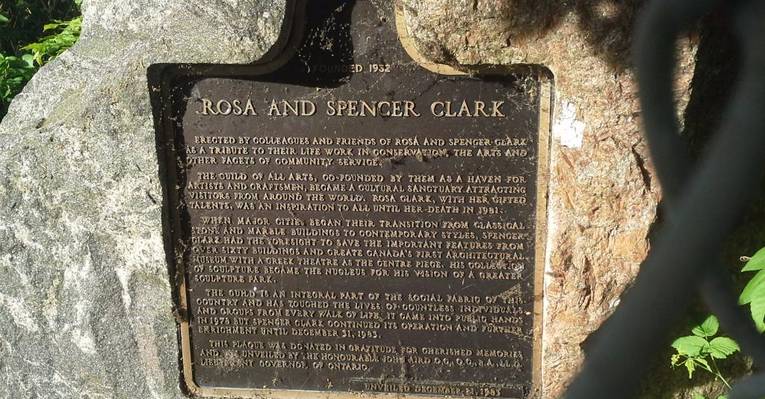 FOUNDED 1932
ROSA AND SPENCER CLARK
ERECTED BY COLLEAGUES AND FRIENDS OF ROSA AND SPENCER CLARK
AS A TRIBUTE TO THEIR LIFE WORK IN CONSERVATION, THE ARTS AND
OTHER FACETS OF COMMUNITY SERVICE.
THE GUILD OF ALL ARTS, CO-FOUNDED BY THEM AS A HAVEN FOR
ARTISTS AND CRAFTSMEN, BECAME A CULTURAL SANCTUARY ATTRACTING
VISITORS FROM AROUND THE WORLD. ROSA CLARK, WITH HER GIFTED
TALENTS, WAS AN INSPIRATION TO ALL UNTIL HER DEATH IN 1981.
WHEN MAJOR CITIE BEGAN THEIR TRANSITION FROM CLASSICAL
STONE AND MARBLE BUILDINGS TO CONTEMPORARY STYLES, SPENCER
CLARK HAD THE FORESIGHT TO SAVE THE IMPORTANT FEATURES FROM
OVER SIXTY BUILDINGS AND CREATE CANADA'S FIRST ARCHITECTURAL
MUSEUM WITH A GREEK THEATRE AS THE CENTRE PIECE. HIS COLLECTION
OF SCULPTURE BECAME THE NUCLEUS FOR HIS VISION OF A GREATER
SCULPTURE PARK.
THE GUILD IS AN INTEGRAL PART OF THE SOCIAL FABRIC OF THIS
COUNTRY AND HAS TOUCHED THE LIVES OF COUNTLESS INDIVIDUALS
AND GROUPS FROM EVERY WALK OF LIFE. IT CAME INTO PUBLIC HANDS
IN 1978 BUT SPENCER CLARK CONTINUED ITS OPERATION AND FURTHER
ENRICHMENT UNTIL DECEMBER 31, 1983.
THIS PLAQUE WAS DONATED IN GRATITUDE FOR CHERISHED MEMORIES
AND WAS UNVEILED BY THE HONOURABLE JOHN AIRD O.C., Q.C., B.A., LL.D.
LIEUTENANT GOVERNOR OF ONTARIO.
UNVEILED DECEMBER 21, 1983